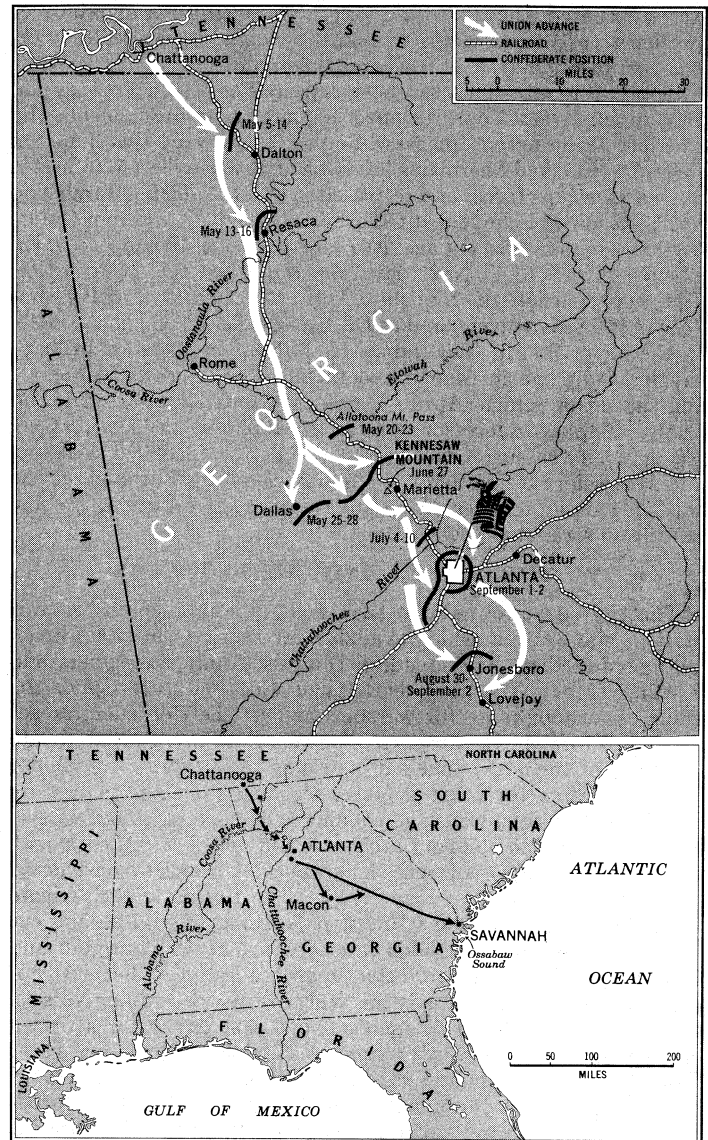 TENNESSEE
UNION ADVANCE
RAILROAD
CONFEDERATE POSITION
MILES
5 0 10 20 30
Chattanooga
May 5-14
Dalton
May 13-16
Resaca
GEORGIA
Oostanaula River
ALABAMA
Rome
Coosa River
Etowah River
Allatoona Mt. Pass
May 20-23
KENNESAW
MOUNTAIN
June 27
Marietta
Dallas
May 25-28
July 4-10
Decatur
Chattahoochee River
ATLANTA
September 1-2
Jonesboro
August 30-
September 2
Lovejoy
TENNESSEE
NORTH CAROLINA
Chattanooga
SOUTH
CAROLINA
MISSISSIPPI
Coosa River
ATLANTA
ATLANTIC
OCEAN
ALABAMA
Macon
Chattahoochee River
Alabama River
GEORGIA
SAVANNAH
Ossabaw
Sound
FLORIDA
LOUISIANA
0 50 100 200
MILES
GULF OF MEXICO